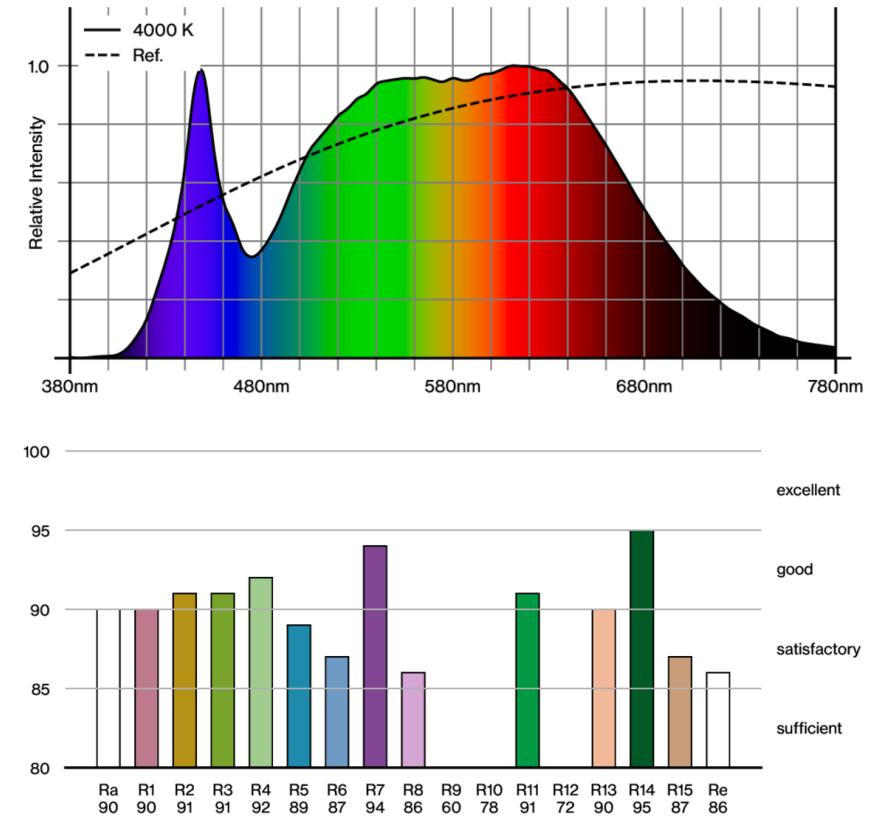 4000 K
Ref.
1.0
Relative Intensity
380nm 480nm 580nm 680nm 780nm
100
excellent
95
good
90
satisfactory
85
sufficient
80
Ra R1 R2 R3 R4 R5 R6 R7 R8 R9 R10 R11 R12 R13 R14 R15 Re
90 90 91 91 92 89 87 94 86 60 78 91 72 90 95 87 86